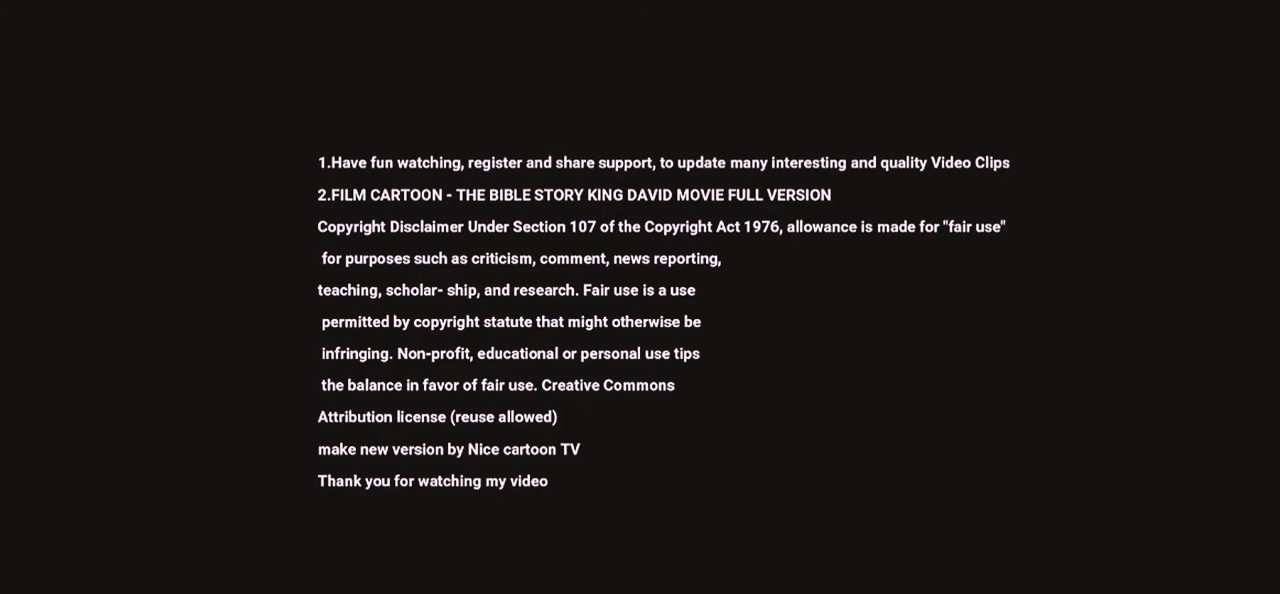 1.Have fun watching, register and share support, to update many interesting and quality Video Clips
2.FILM CARTOON - THE BIBLE STORY KING DAVID MOVIE FULL VERSION
Copyright Disclaimer Under Section 107 of the Copyright Act 1976, allowance is made for "fair use"
for purposes such as criticism, comment, news reporting,
teaching, scholar- ship, and research. Fair use is a use
permitted by copyright statute that might otherwise be
infringing. Non-profit, educational or personal use tips
the balance in favor of fair use. Creative Commons
Attribution license (reuse allowed)
make new version by Nice cartoon TV
Thank you for watching my video